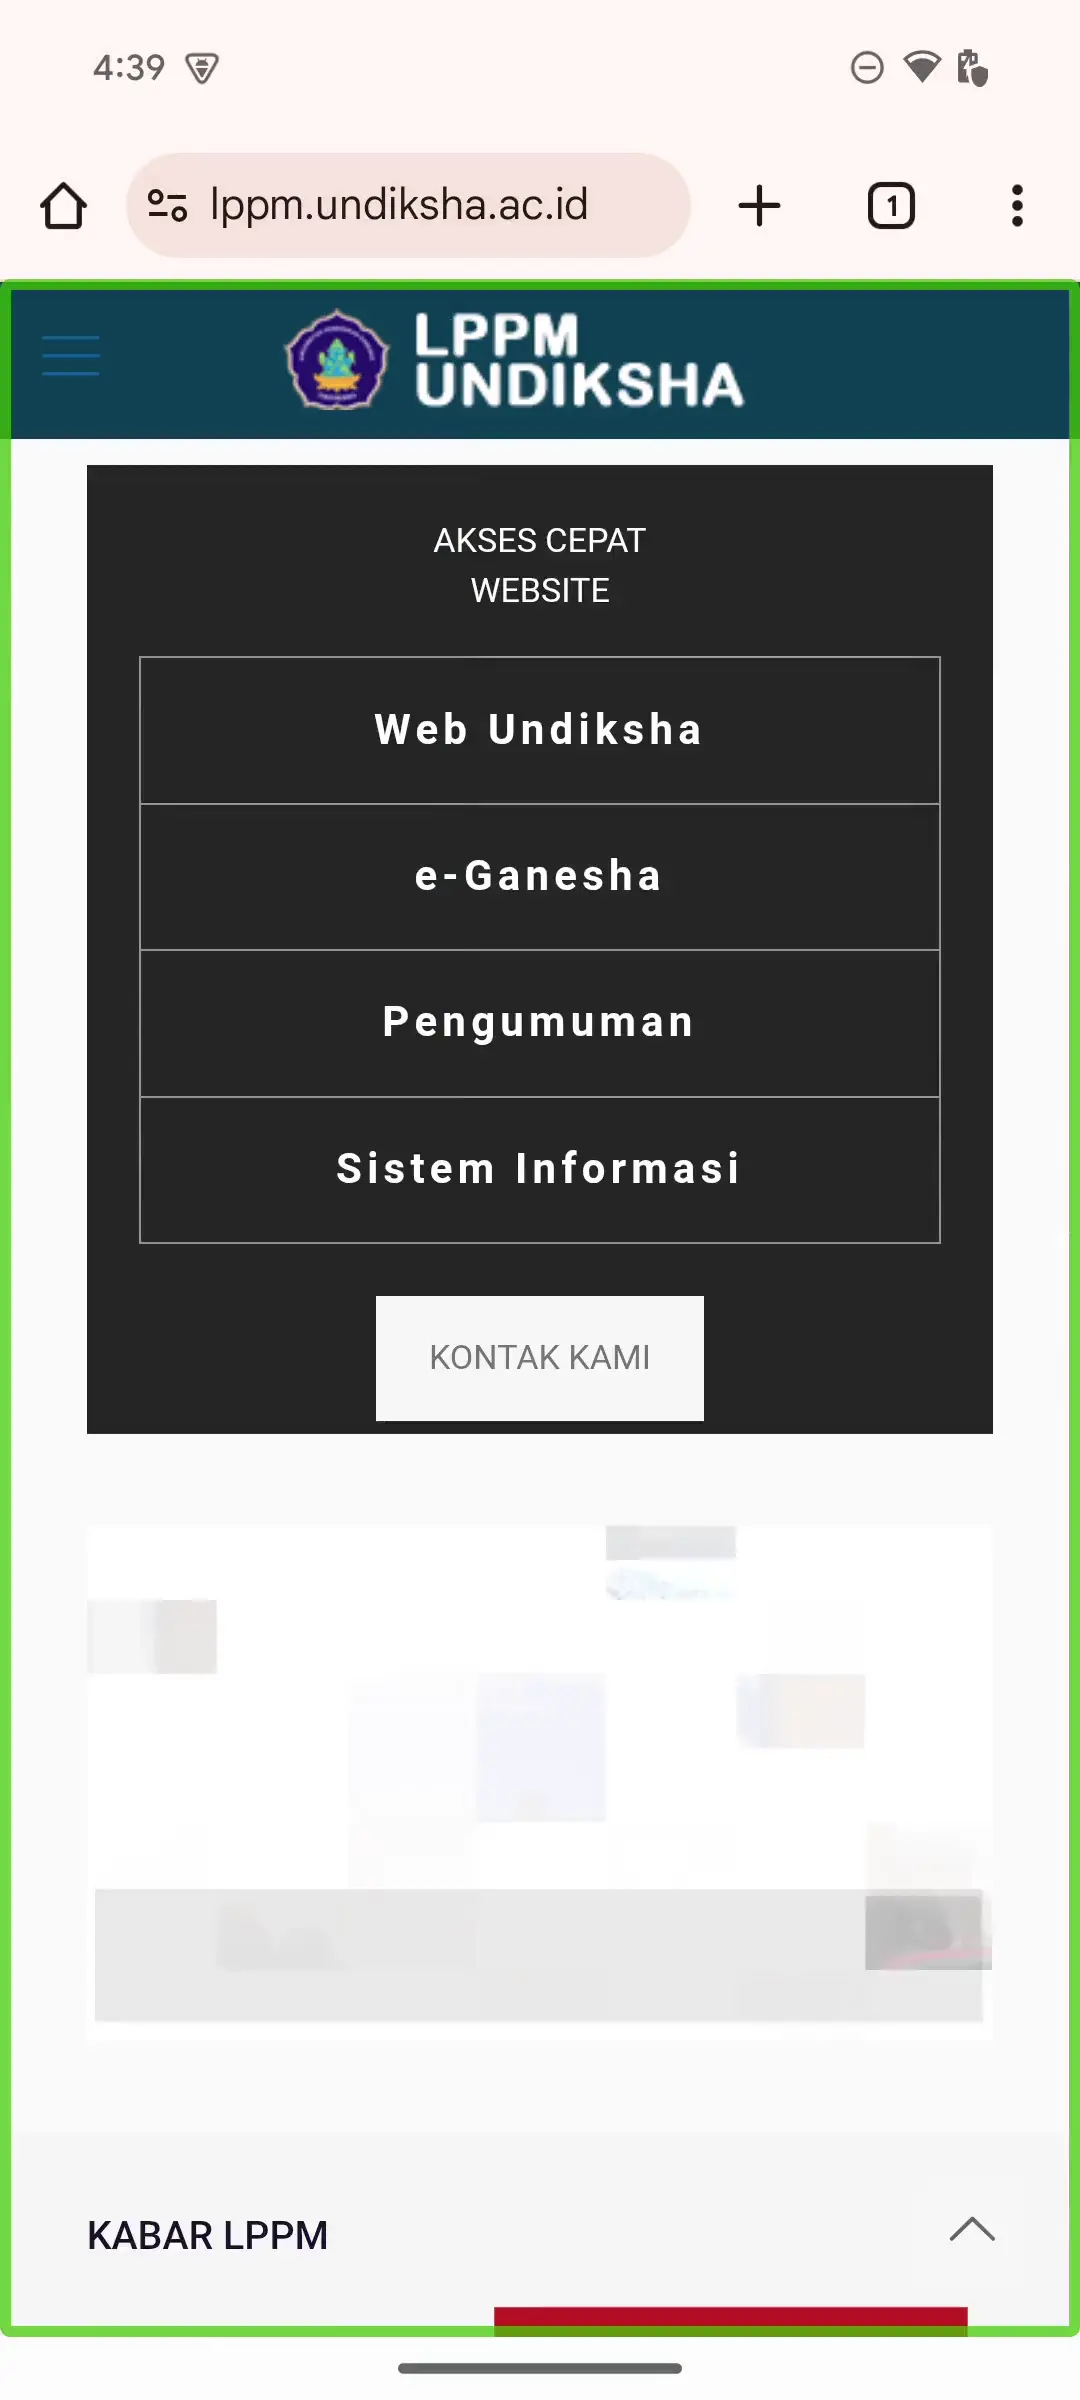 4:39
lppm.undiksha.ac.id
1
LPPM
UNDIKSHA
AKSES CEPAT
WEBSITE
Web Undiksha
e-Ganesha
Pengumuman
Sistem Informasi
KONTAK KAMI
KABAR LPPM